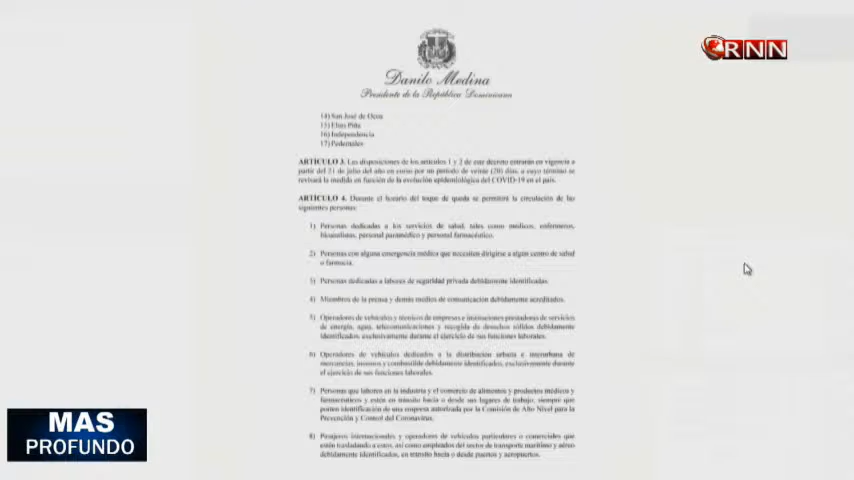 RNN
Danilo Medina
Presidente de la República Dominicana
14) San José de Ocoa
15) Elías Piña
16) Independencia
17) Pedernales
ARTÍCULO 3. Las disposiciones de los artículos 1 y 2 de este decreto entrarán en vigencia a
partir del 21 de julio del año en curso por un período de veinte (20) días, a cuyo término se
revisará la medida en función de la evolución epidemiológica del COVID-19 en el país.
ARTÍCULO 4. Durante el horario del toque de queda se permitirá la circulación de las
siguientes personas:
1) Personas dedicadas a los servicios de salud, tales como médicos, enfermeros,
bioanalistas, personal paramédico y personal farmacéutico.
2) Personas con alguna emergencia médica que necesiten dirigirse a algún centro de salud
o farmacia.
3) Personas dedicadas a labores de seguridad privada debidamente identificadas.
4) Miembros de la prensa y demás medios de comunicación debidamente acreditados.
5) Operadores de vehículos y técnicos de empresas e instituciones prestadoras de servicios
de energía, agua, telecomunicaciones y recogida de desechos sólidos debidamente
identificados, exclusivamente durante el ejercicio de sus funciones laborales.
6) Operadores de vehículos dedicados a la distribución urbana e interurbana de
mercancías, insumos y combustible debidamente identificados, exclusivamente durante
el ejercicio de sus funciones laborales.
7) Personas que laboren en la industria y el comercio de alimentos y productos médicos y
farmacéuticos y estén en tránsito hacia o desde sus lugares de trabajo, siempre que
porten identificación de una empresa autorizada por la Comisión de Alto Nivel para la
Prevención y Control del Coronavirus.
8) Pasajeros internacionales y operadores de vehículos particulares o comerciales que
estén trasladando a estos, así como empleados del sector de transporte marítimo y aéreo
debidamente identificados, en tránsito hacia o desde puertos y aeropuertos.
MAS
PROFUNDO